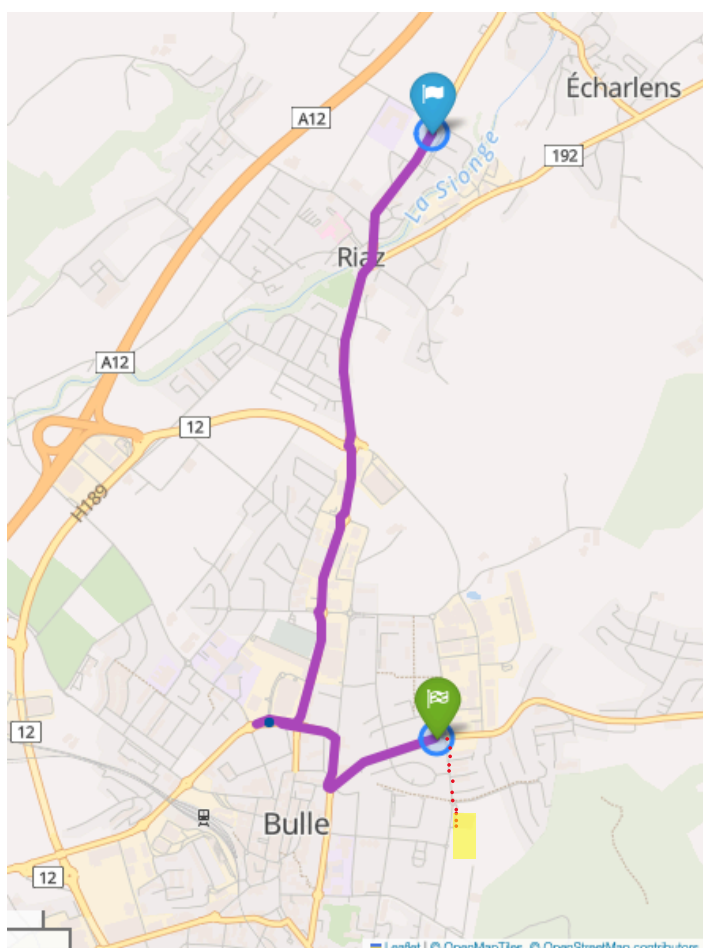 Écharlens
A12
192
La Sionge
Riaz
A12
12
H189
12
Bulle
12
Leaflet | © OpenMapTiles, © OpenStreetMap contributors